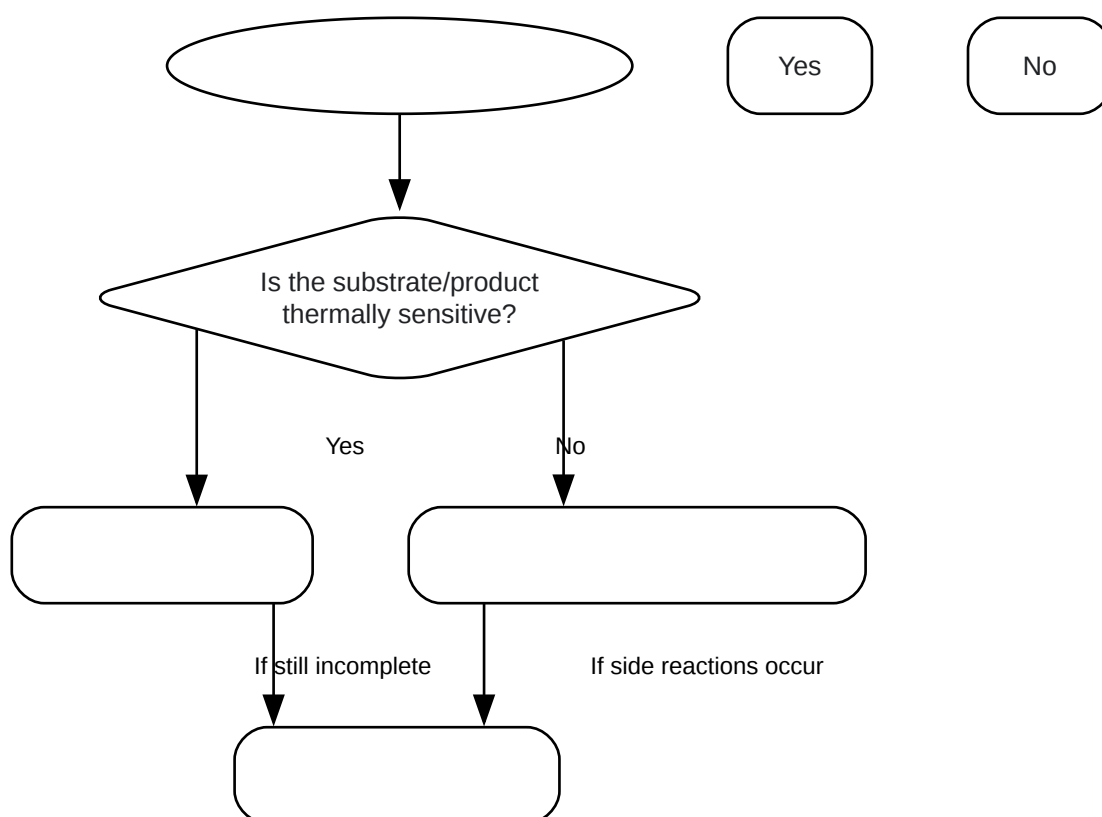 Yes
No
Is the substrate/product
thermally sensitive?
Yes
No
If still incomplete
If side reactions occur